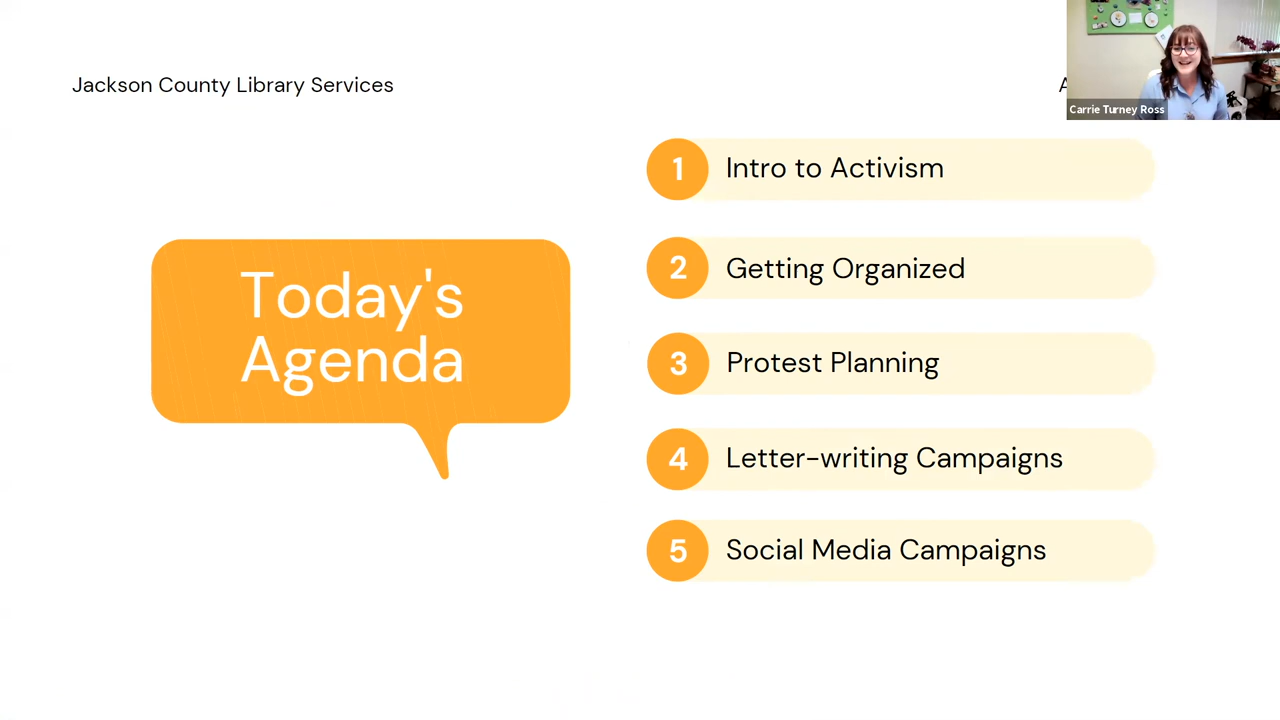 Jackson County Library Services
Carrie Turney Ross
Today's
Agenda
1 Intro to Activism
2 Getting Organized
3 Protest Planning
4 Letter-writing Campaigns
5 Social Media Campaigns